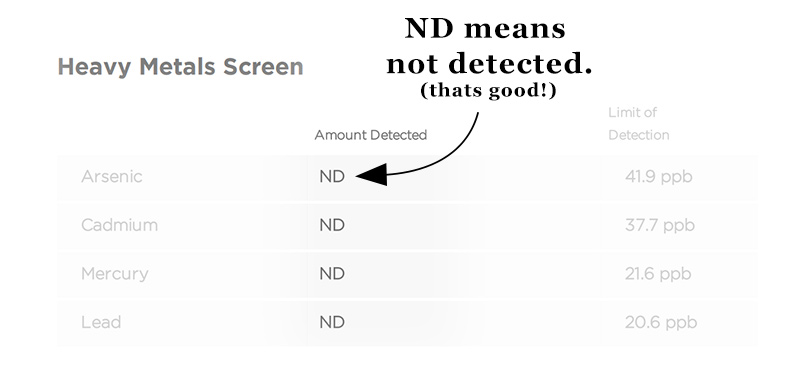 ND means
not detected.
(thats good!)
Heavy Metals Screen
Amount Detected
Limit of
Detection
Arsenic ND 41.9 ppb
Cadmium ND 37.7 ppb
Mercury ND 21.6 ppb
Lead ND 20.6 ppb